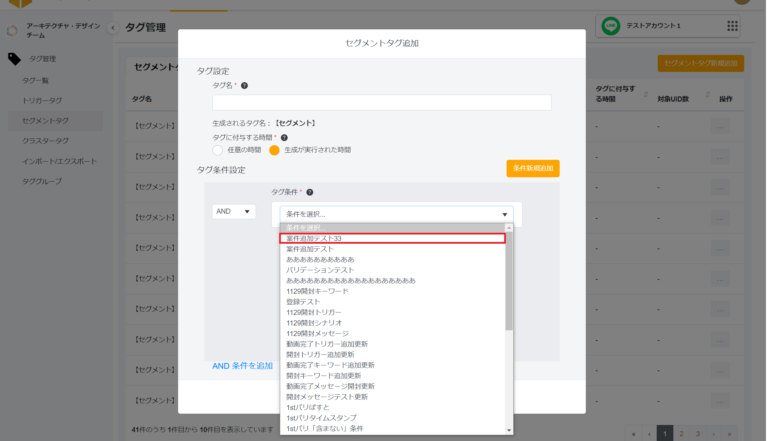 アーキテクチャ・デザイン
チーム
タグ管理
テストアカウント1
タグ管理
タグ一覧
トリガータグ
セグメントタグ
クラスタータグ
インポート/エクスポート
タググループ
セグメント
セグメントタグ新規追加
タグ名
タグに付与す
る時間
対象UID数
操作
【セグメント】
- - ...
【セグメント】
- - ...
【セグメント】
- - ...
【セグメント】
- - ...
【セグメント】
- - ...
【セグメント】
- - ...
【セグメント】
- - ...
【セグメント】
- - ...
【セグメント】
- - ...
【セグメント】
- - ...
41件のうち 1件目から 10件目を表示しています
« ‹ 1 2 3 › »
セグメントタグ追加
タグ設定
タグ名 *
生成されるタグ名:【セグメント】
タグに付与する時間 *
任意の時間 生成が実行された時間
タグ条件設定
条件新規追加
タグ条件 *
AND
条件を選択...
条件を選択...
案件追加テスト33
案件追加テスト
ああああああああああ
バリデーションテスト
あああああああああああああああああああ
1129開封キーワード
登録テスト
1129開封トリガー
1129開封シナリオ
1129開封メッセージ
動画完了トリガー追加更新
開封トリガー追加更新
動画完了キーワード追加更新
開封キーワード追加更新
動画完了メッセージ開封更新
開封メッセージテスト更新
1stパリぱすと
1stパリタイムスタンプ
1stパリ「含まない」条件
AND 条件を追加